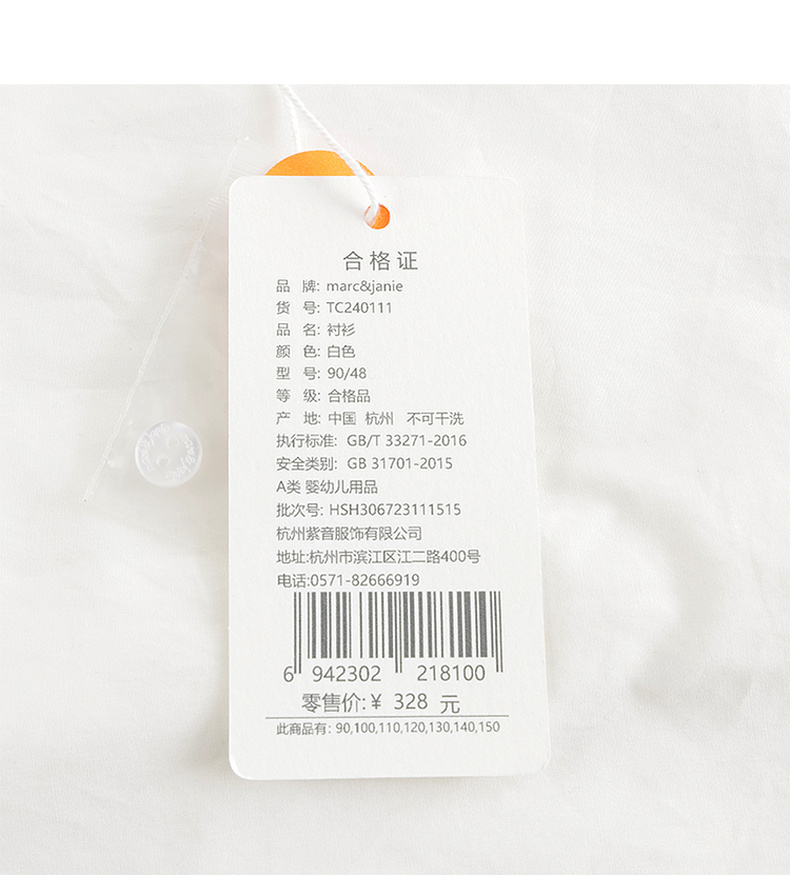 合格证
品 牌: marc&janie
货 号: TC240111
品 名: 衬衫
颜 色: 白色
型 号: 90/48
等 级: 合格品
产 地: 中国 杭州 不可干洗
执行标准: GB/T 33271-2016
安全类别: GB 31701-2015
A类 婴幼儿用品
批次号: HSH306723111515
杭州紫音服饰有限公司
地址:杭州市滨江区江二路400号
电话:0571-82666919
6 942302 218100
零售价:¥ 328 元
此商品有: 90,100,110,120,130,140,150